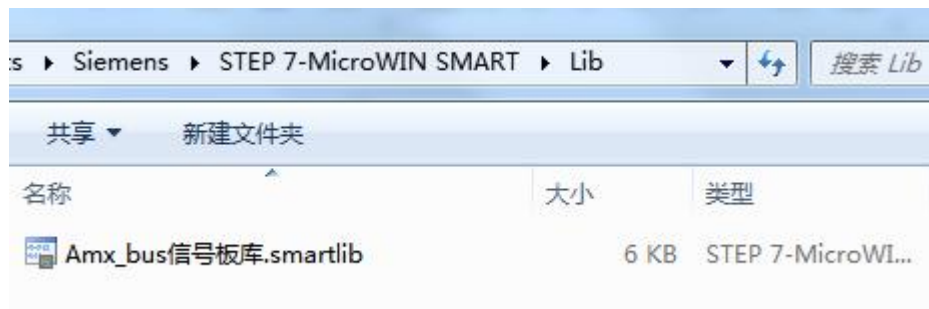 s ▸ Siemens ▸ STEP 7-MicroWIN SMART ▸ Lib
搜索 Lib
共享 新建文件夹
名称 大小 类型
Amx_bus信号板库.smartlib 6 KB STEP 7-MicroWI...